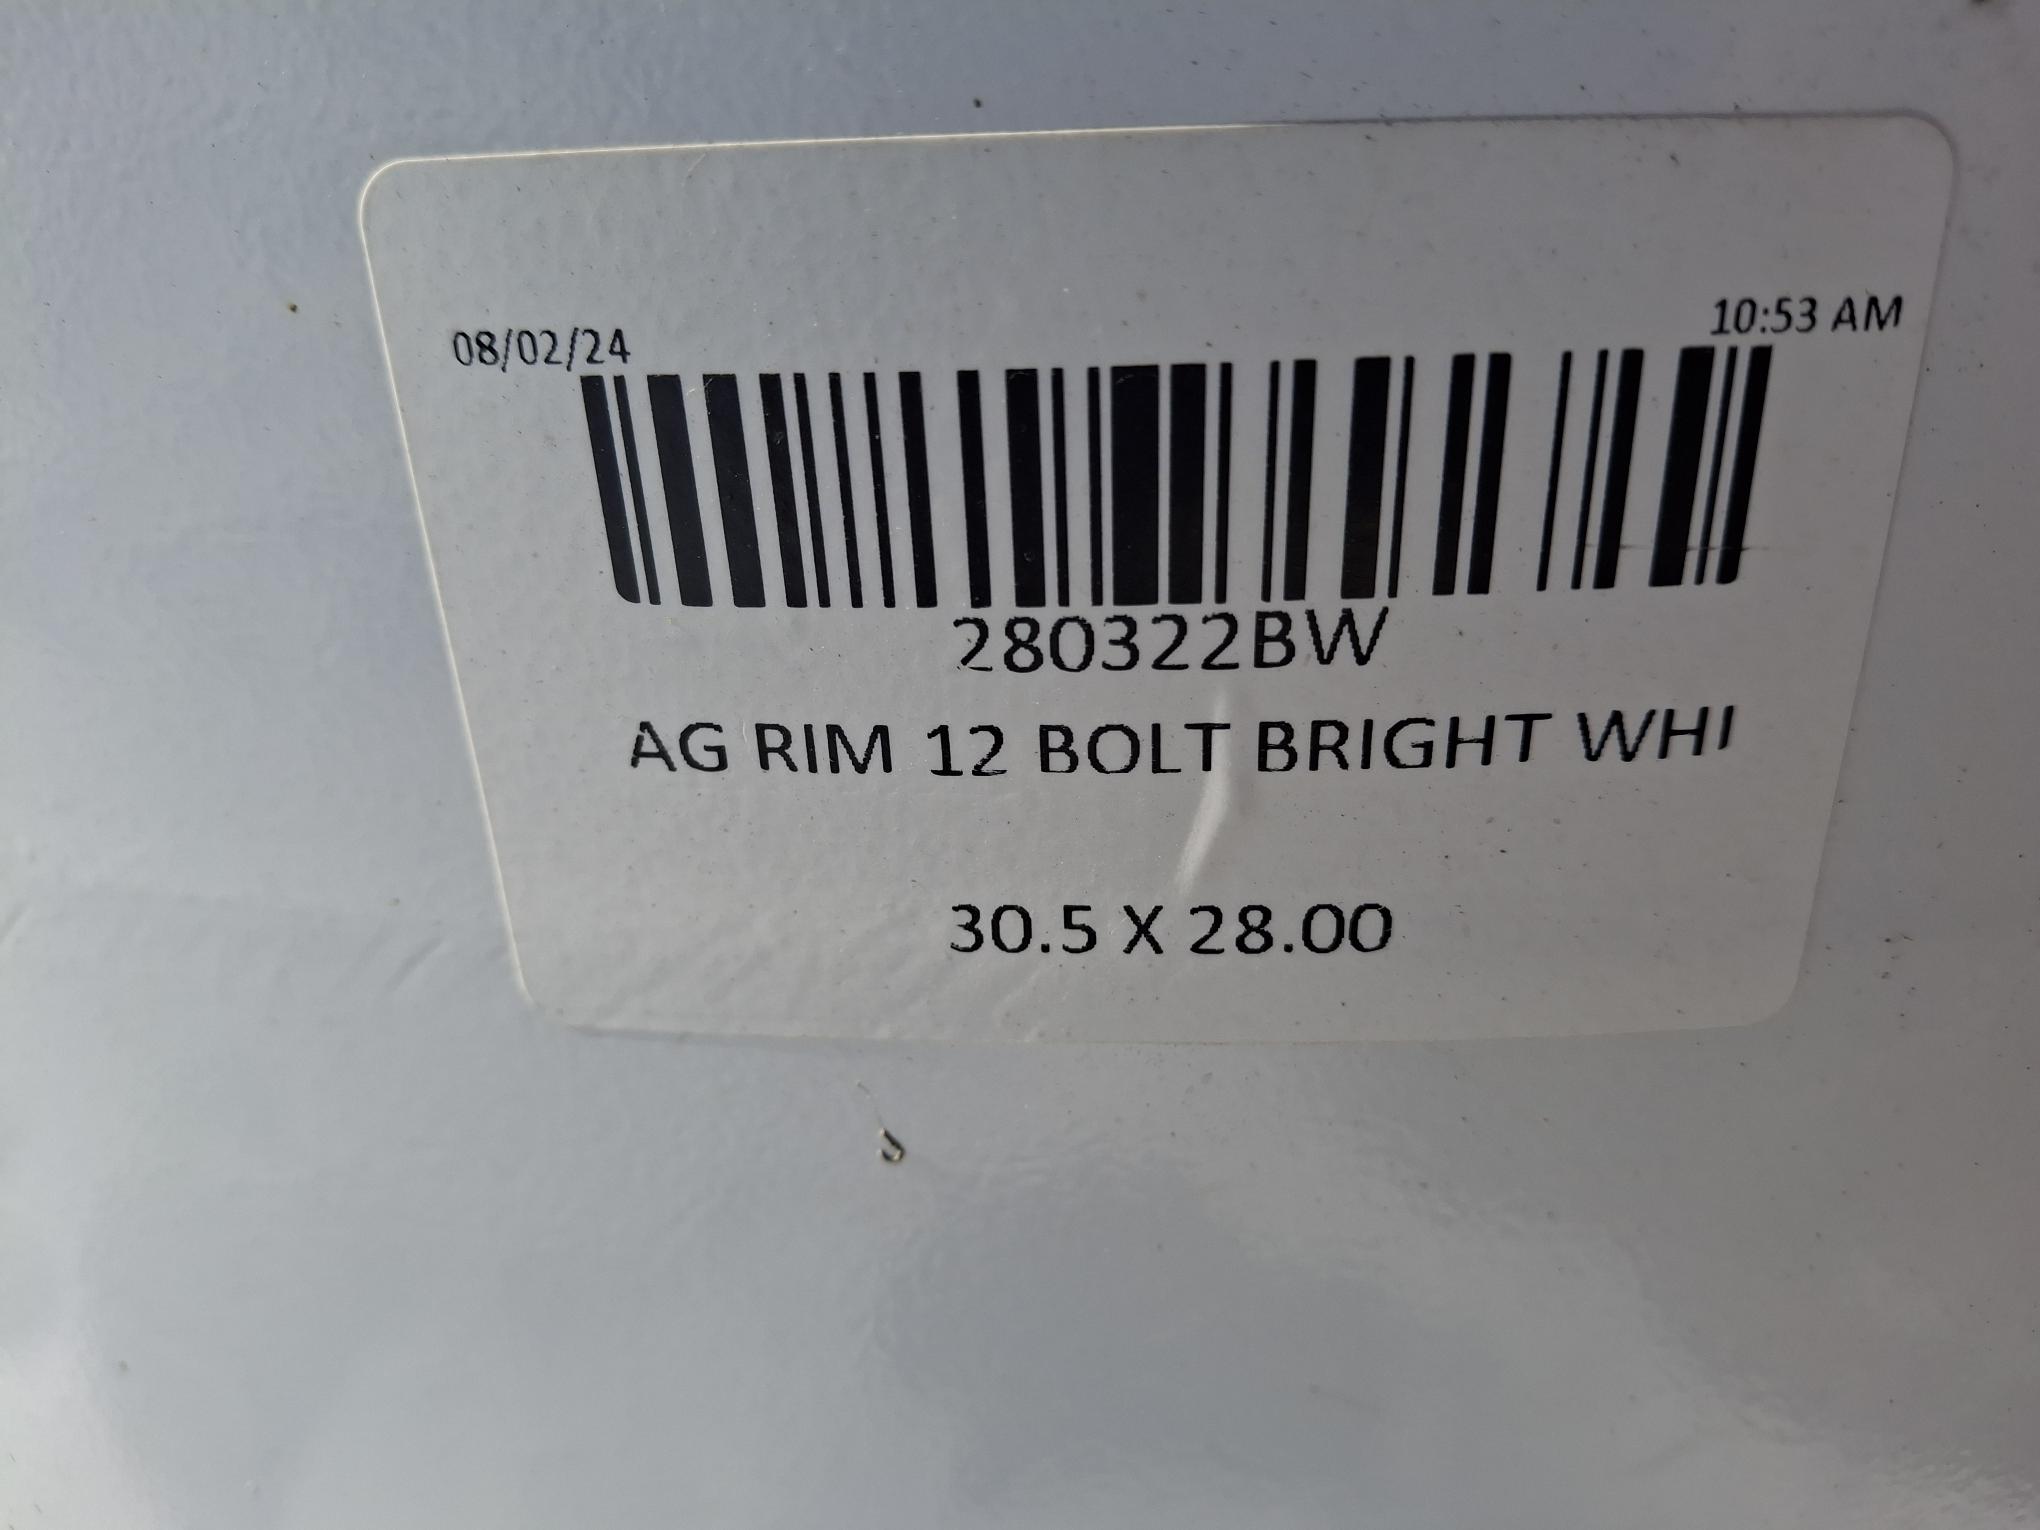 08/02/24 10:53 AM
280322BW
AG RIM 12 BOLT BRIGHT WHI
30.5 X 28.00